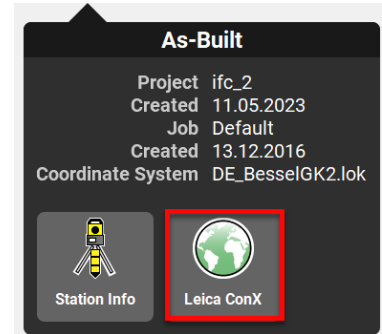 As-Built
Project ifc_2
Created 11.05.2023
Job Default
Created 13.12.2016
Coordinate System DE_BesselGK2.lok
Station Info Leica ConX